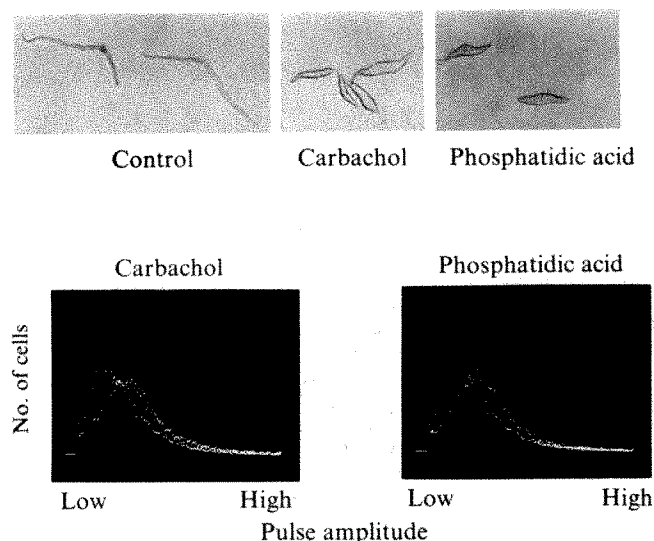 Control
Carbachol
Phosphatidic acid
Carbachol
Phosphatidic acid
No. of cells
Low
High
Low
High
Pulse amplitude